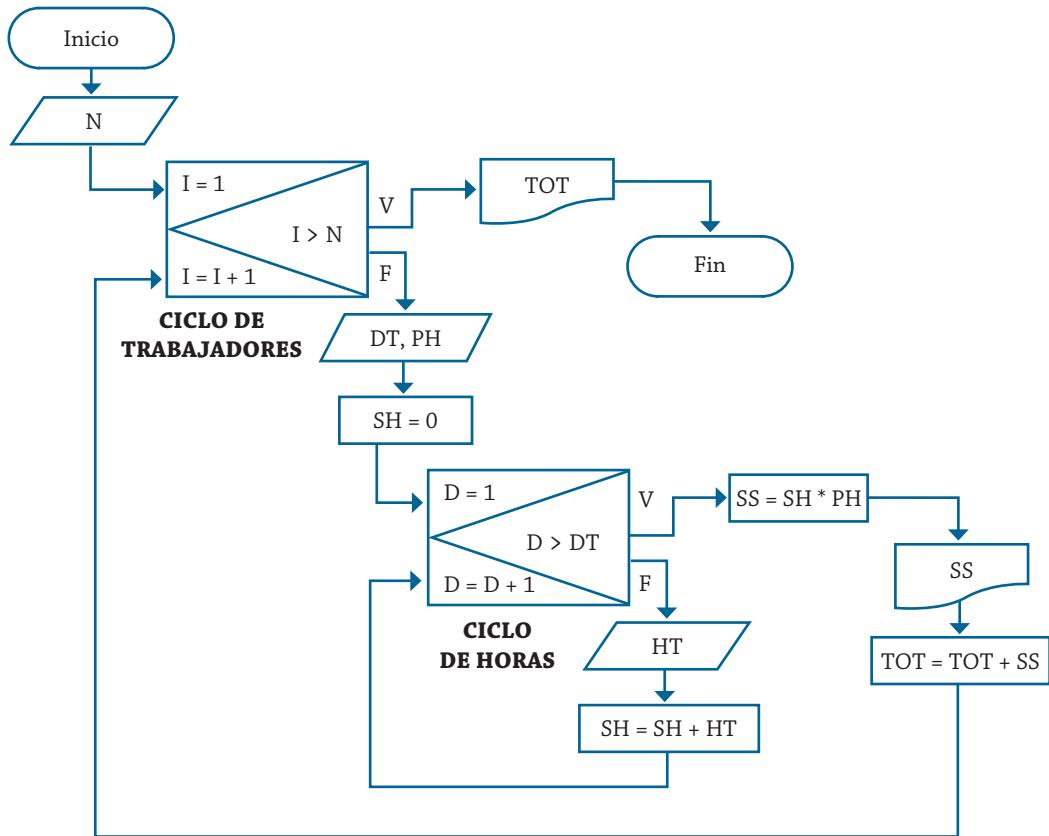 Inicio
N
I = 1
I > N
I = I + 1
V
F
TOT
Fin
CICLO DE
TRABAJADORES
DT, PH
SH = 0
D = 1
D > DT
D = D + 1
V
F
SS = SH * PH
SS
TOT = TOT + SS
CICLO
DE HORAS
HT
SH = SH + HT